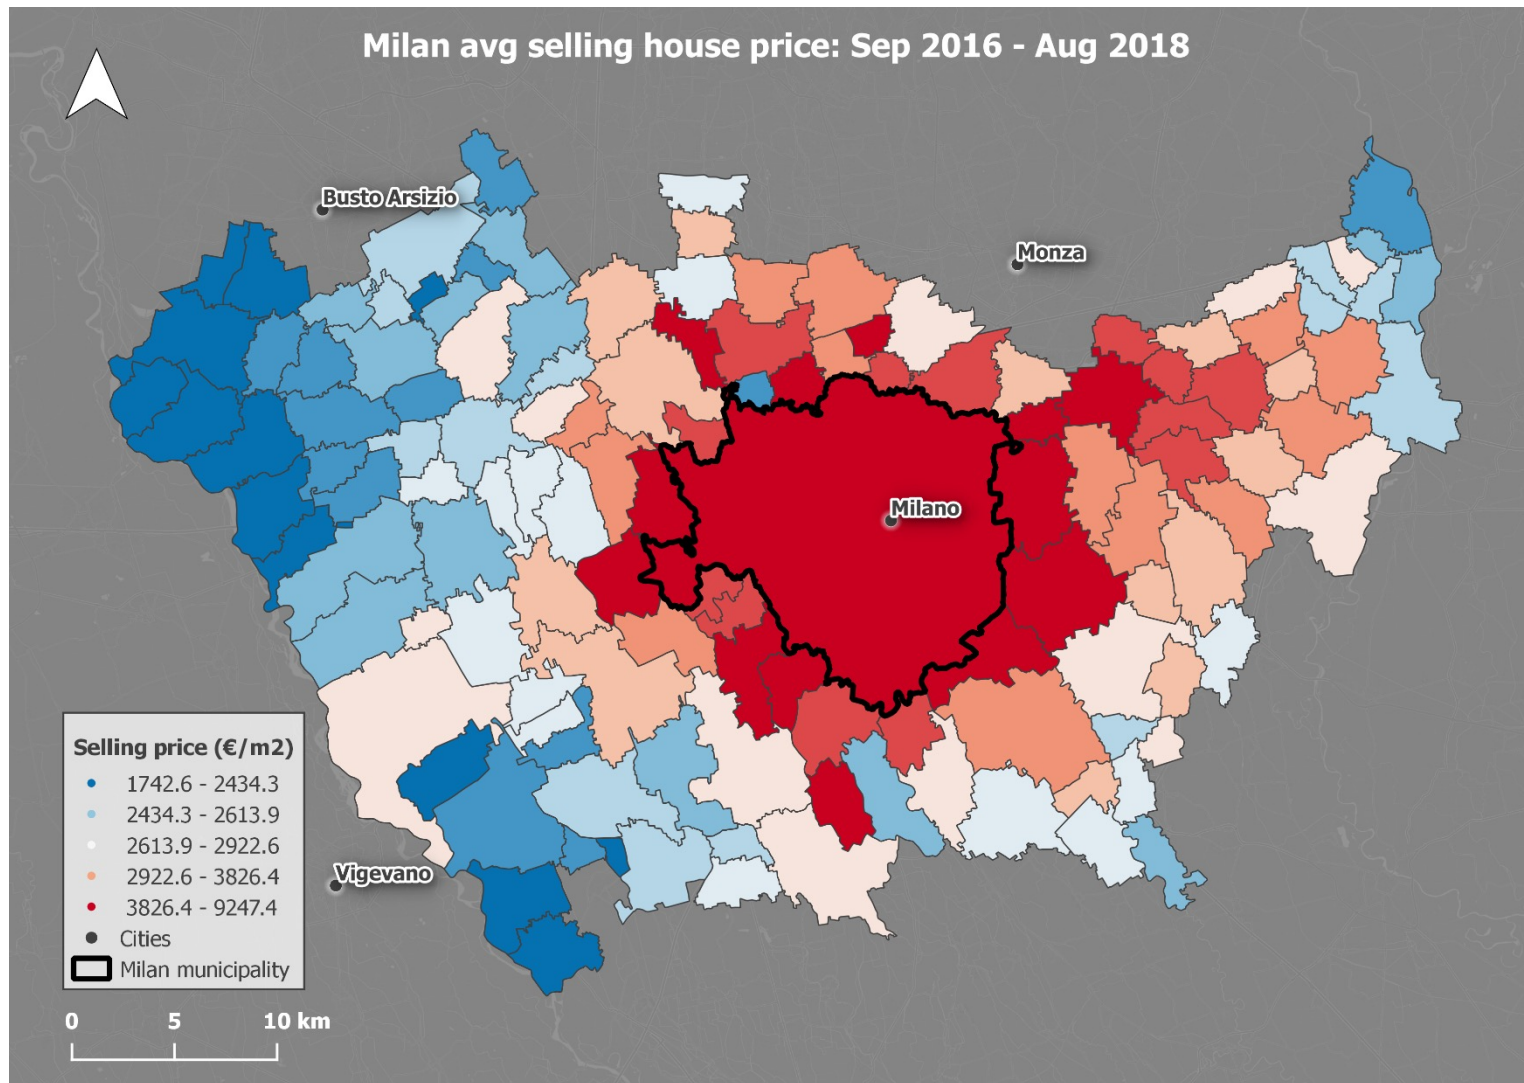 Milan avg selling house price: Sep 2016 - Aug 2018
Busto Arsizio
Monza
Milano
Vigevano
Selling price (€/m2)
1742.6 - 2434.3
2434.3 - 2613.9
2613.9 - 2922.6
2922.6 - 3826.4
3826.4 - 9247.4
Cities
Milan municipality
0 5 10 km